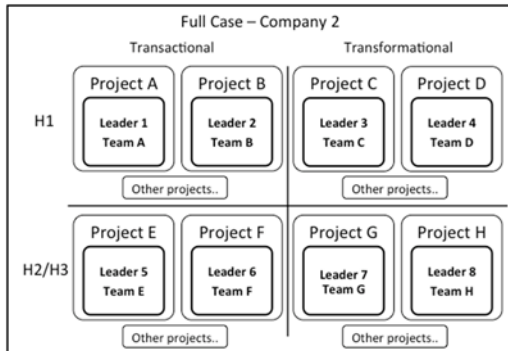 Full Case – Company 2
Transactional Transformational
Project A Project B Project C Project D
H1
Leader 1 Leader 2 Leader 3 Leader 4
Team A Team B Team C Team D
Other projects.. Other projects..
Project E Project F Project G Project H
H2/H3
Leader 5 Leader 6 Leader 7 Leader 8
Team E Team F Team G Team H
Other projects.. Other projects..